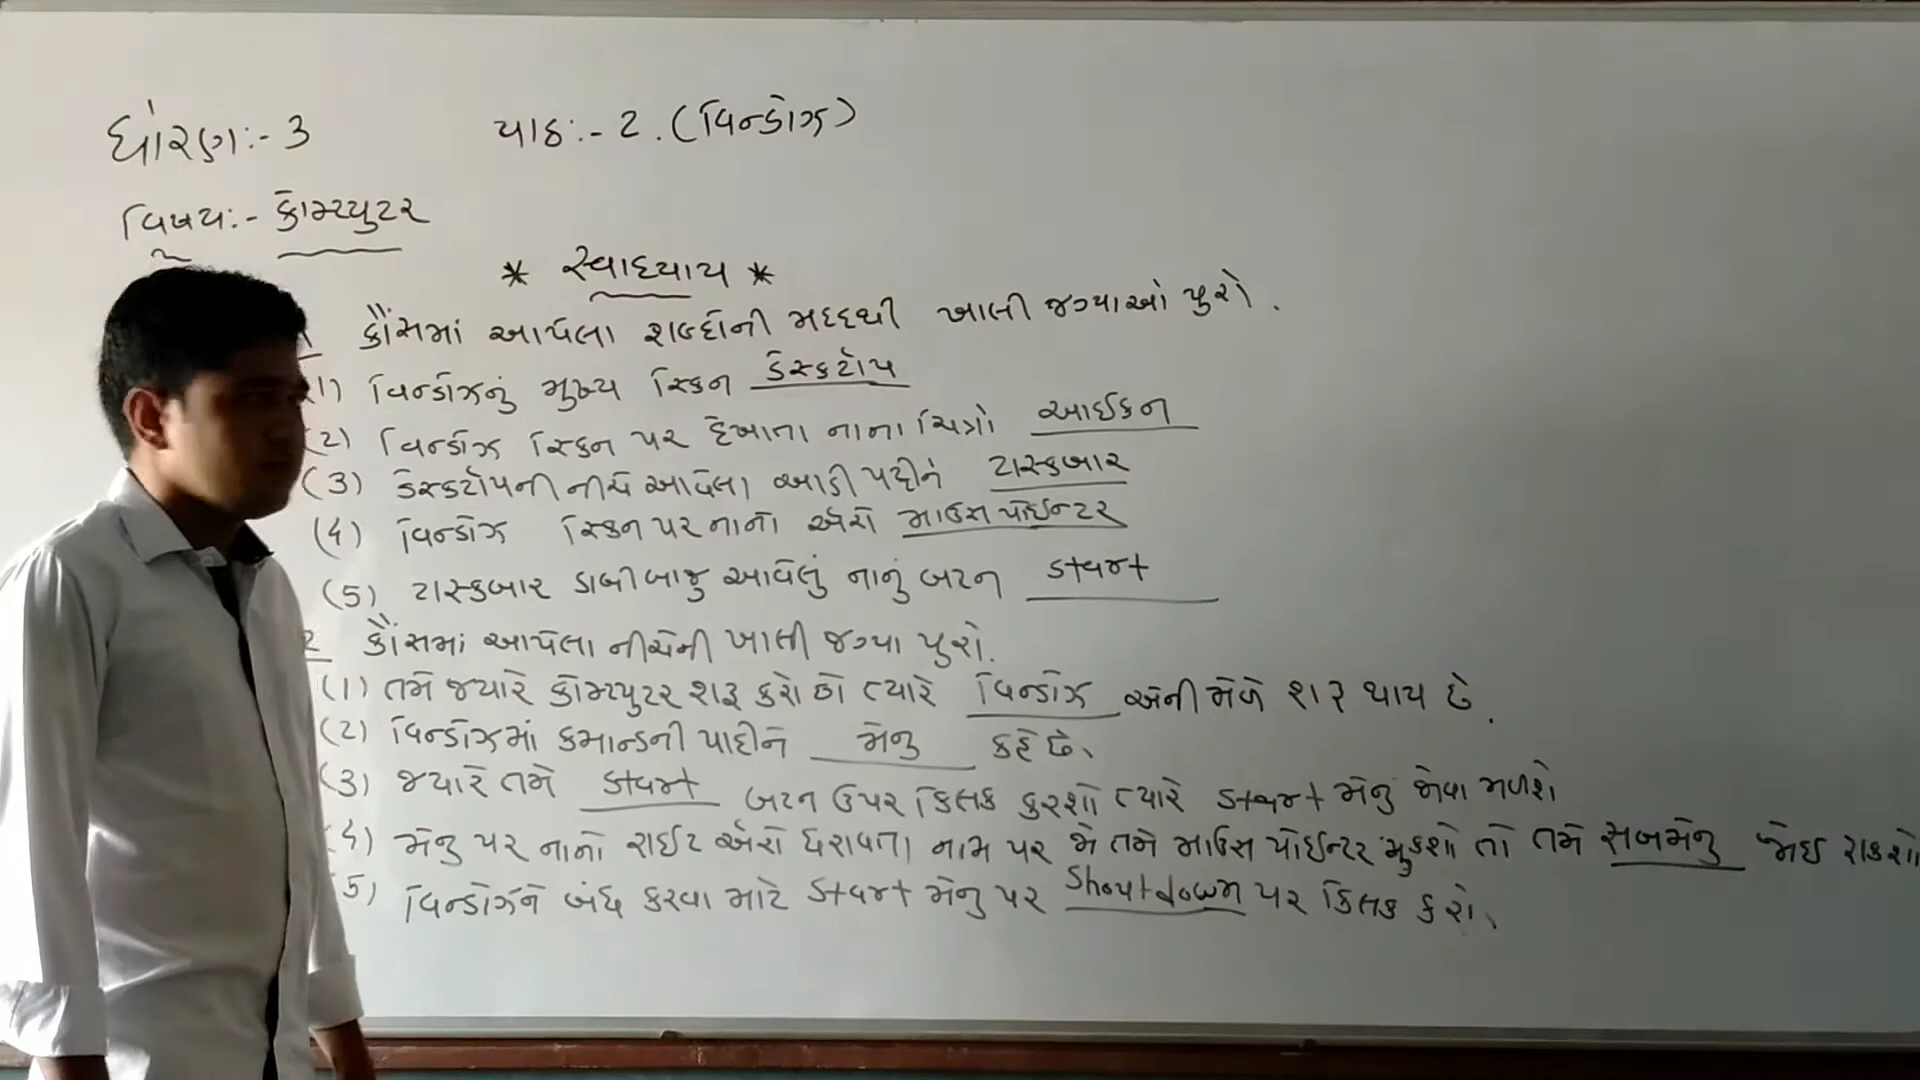 ધોરણ:- 3 પાઠ:- 2. (વિન્ડોઝ)
વિષય:- કોમ્પ્યુટર
* સ્વાધ્યાય *
કૌંસમાં આપેલા શબ્દોની મદદથી ખાલી જગ્યાઓ પુરો.
(1) વિન્ડોઝનું મુખ્ય સ્ક્રિન ડેસ્કટોપ
(2) વિન્ડોઝ સ્ક્રિન પર દેખાતા નાના ચિત્રો આઈકન
(3) ડેસ્કટોપની નીચે આવેલા આડી પટ્ટીને ટાસ્કબાર
(4) વિન્ડોઝ સ્ક્રિન પર નાનો એરો માઉસ પોઈન્ટર
(5) ટાસ્કબાર ડાબી બાજુ આવેલું નાનું બટન start
2 કૌંસમાં આપેલા નીચેની ખાલી જગ્યા પુરો.
(1) તમે જ્યારે કોમ્પ્યુટર શરૂ કરો છો ત્યારે વિન્ડોઝ એની મેળે શરૂ થાય છે.
(2) વિન્ડોઝમાં કમાન્ડની યાદીને મેનુ કહે છે.
(3) જ્યારે તમે start બટન ઉપર કિલક કરશો ત્યારે start મેનુ જોવા મળશે
(4) મેનુ પર નાનો રાઈટ એરો ધરાવતા નામ પર જો તમે માઉસ પોઈન્ટર મુકશો તો તમે સબમેનુ જોઈ શકશો
(5) વિન્ડોઝને બંધ કરવા માટે start મેનુ પર Shoutdown પર કિલક કરો.